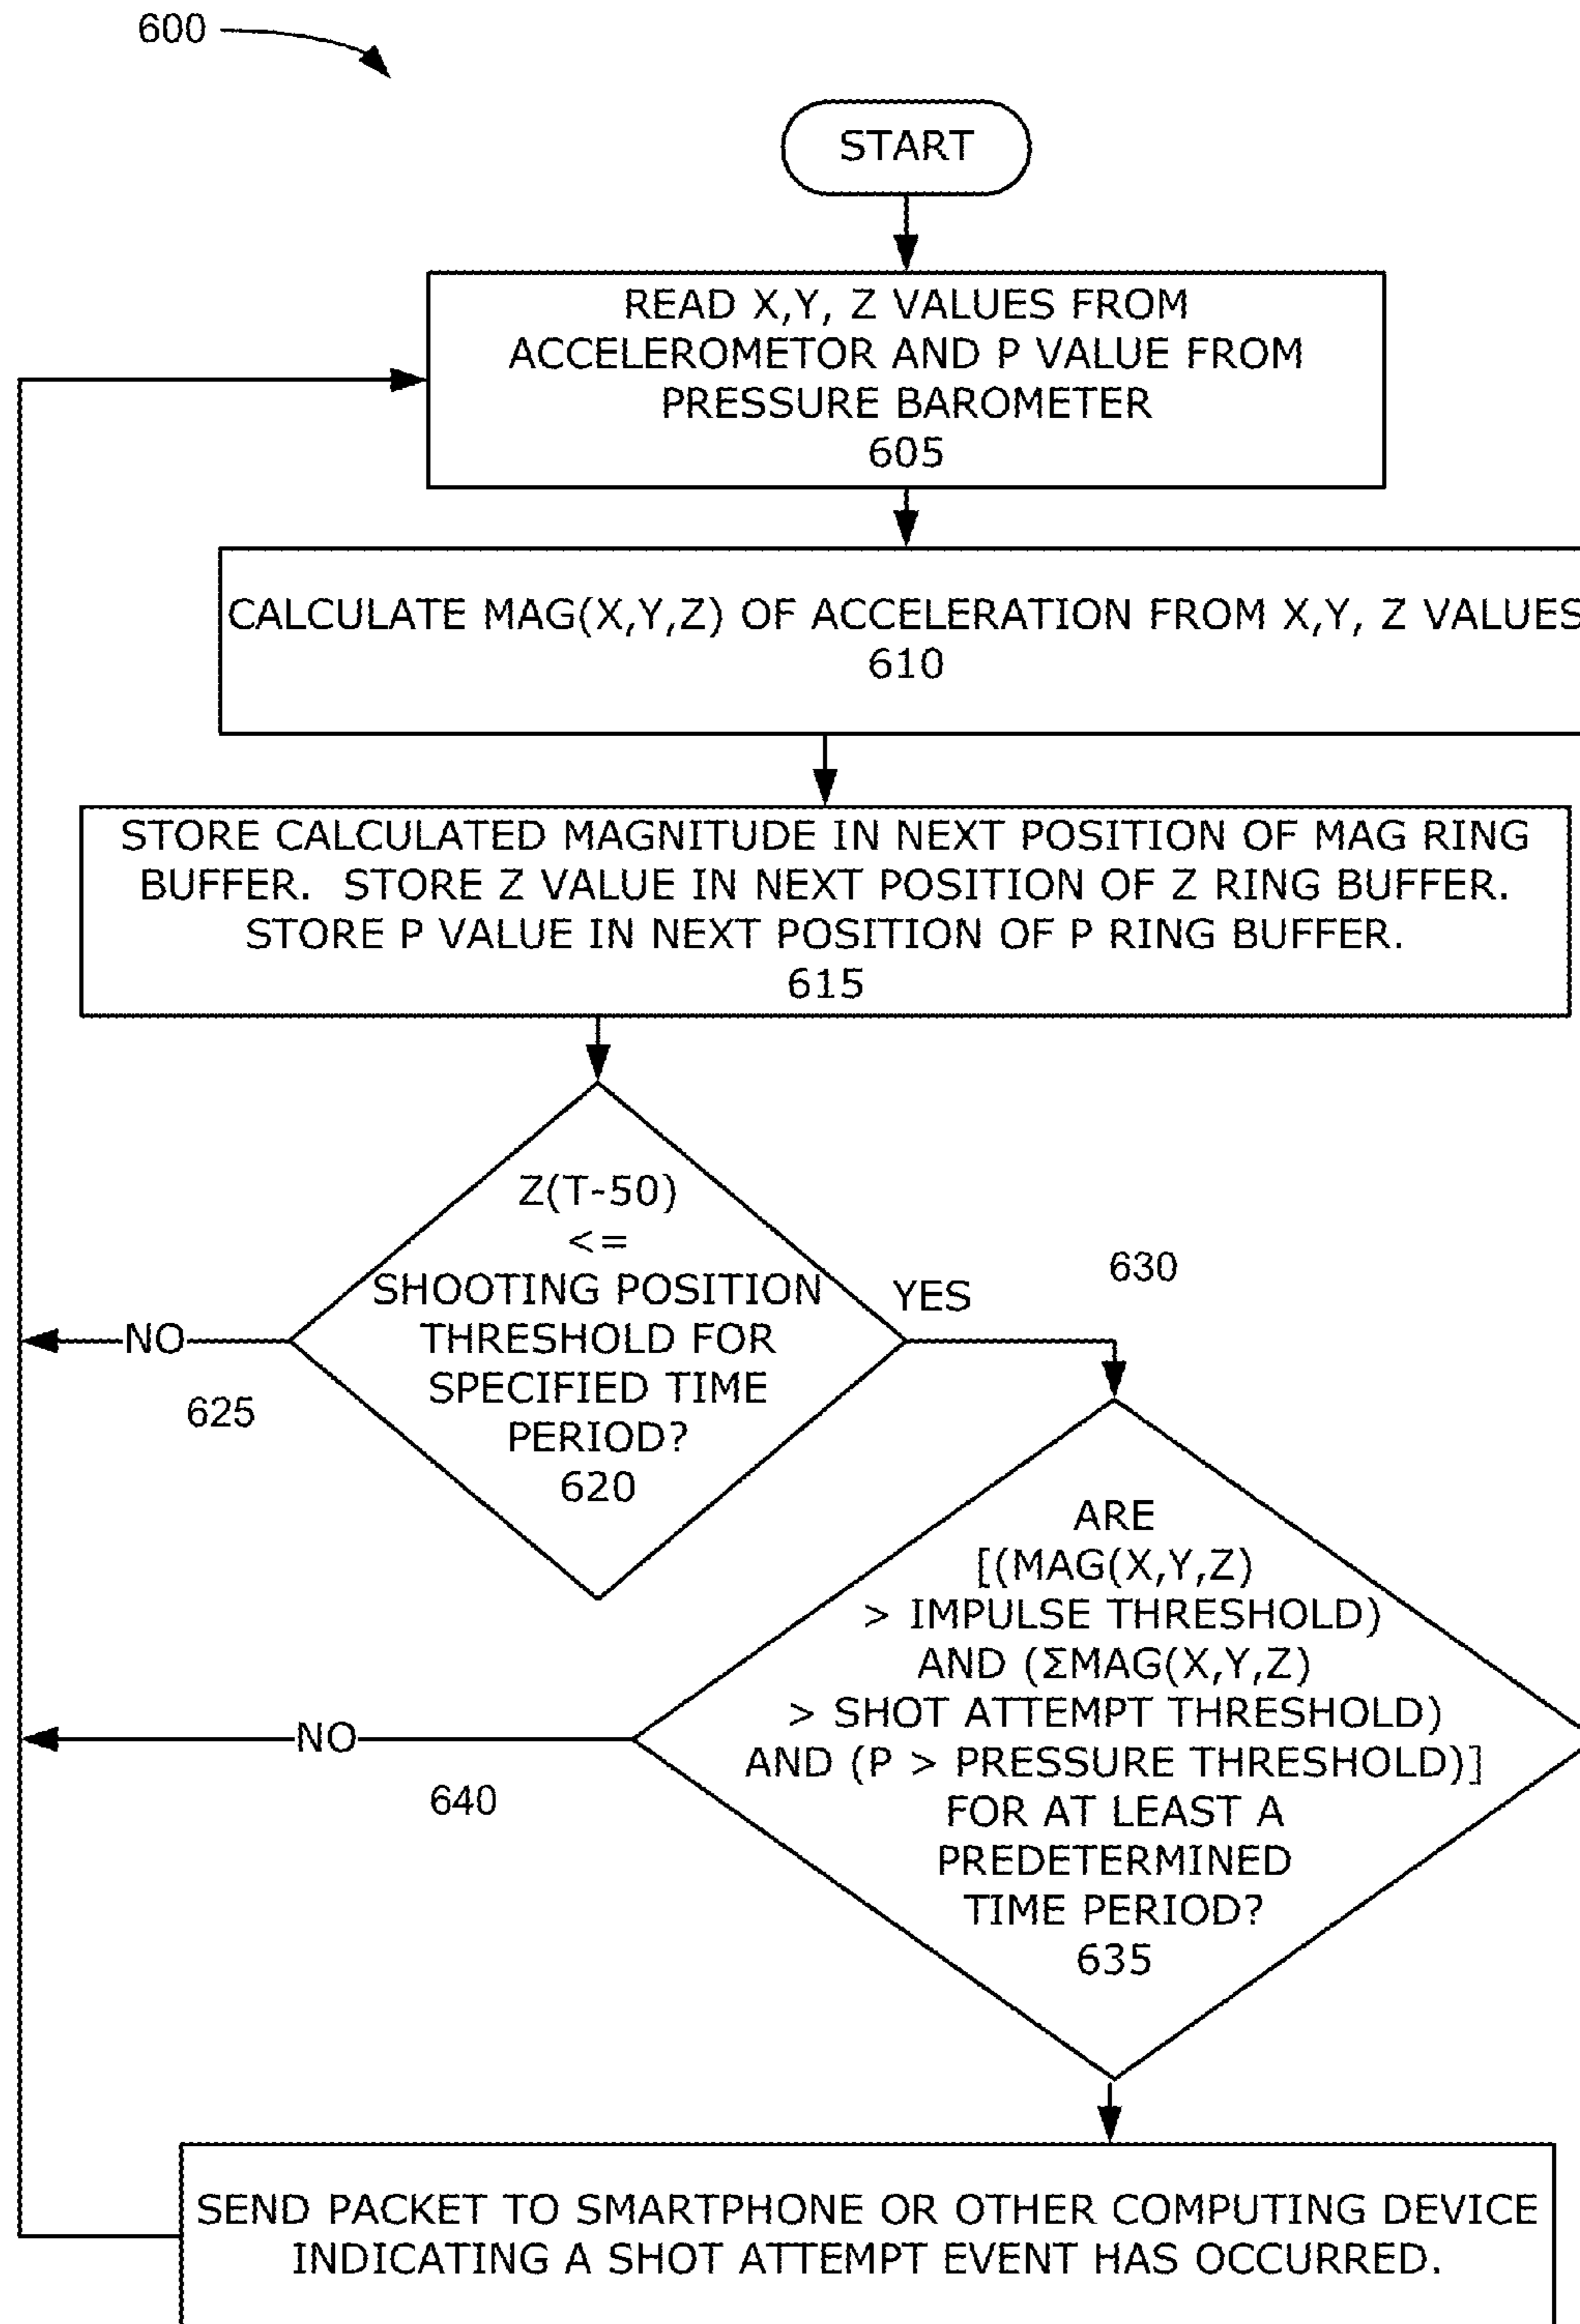 600
START
READ X,Y, Z VALUES FROM
ACCELEROMETOR AND P VALUE FROM
PRESSURE BAROMETER
605
CALCULATE MAG(X,Y,Z) OF ACCELERATION FROM X,Y, Z VALUES
610
STORE CALCULATED MAGNITUDE IN NEXT POSITION OF MAG RING
BUFFER. STORE Z VALUE IN NEXT POSITION OF Z RING BUFFER.
STORE P VALUE IN NEXT POSITION OF P RING BUFFER.
615
Z(T-50)
<=
SHOOTING POSITION
THRESHOLD FOR
SPECIFIED TIME
PERIOD?
620
NO
625
YES
630
ARE
[(MAG(X,Y,Z)
> IMPULSE THRESHOLD)
AND (ΣMAG(X,Y,Z)
> SHOT ATTEMPT THRESHOLD)
AND (P > PRESSURE THRESHOLD)]
FOR AT LEAST A
PREDETERMINED
TIME PERIOD?
635
NO
640
SEND PACKET TO SMARTPHONE OR OTHER COMPUTING DEVICE
INDICATING A SHOT ATTEMPT EVENT HAS OCCURRED.